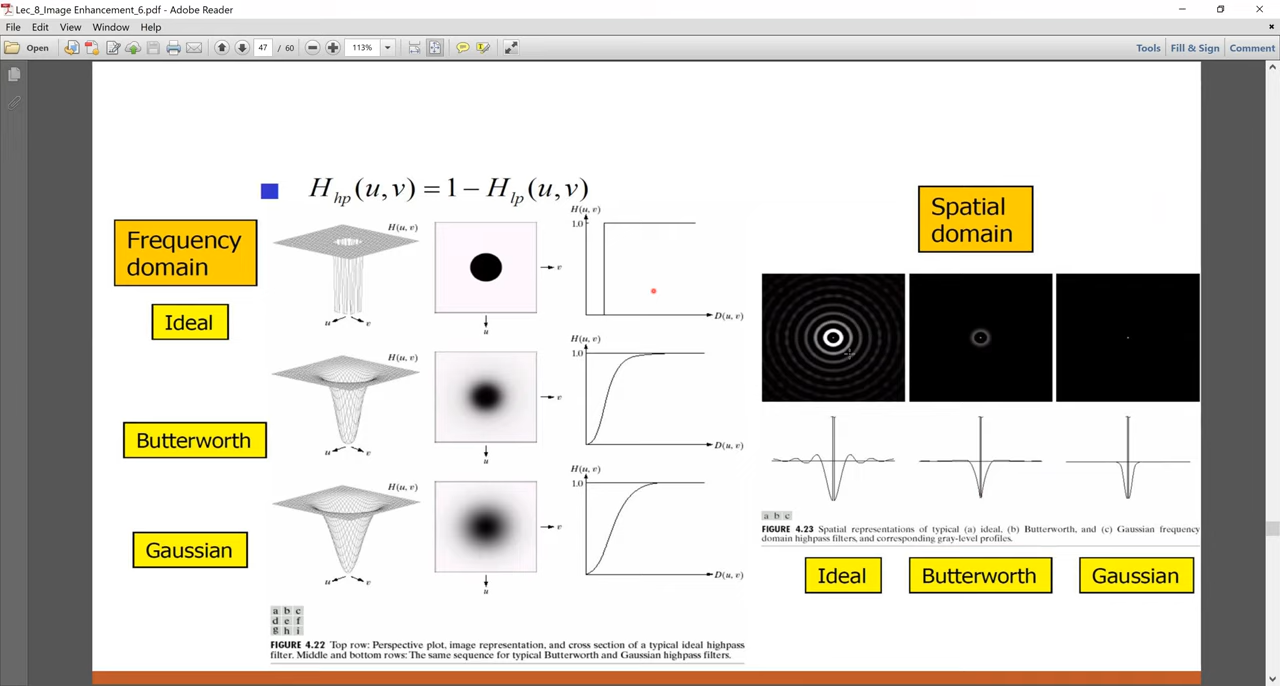 Lec_8_Image Enhancement_6.pdf - Adobe Reader
File Edit View Window Help
Open 47 / 60 113% Tools Fill & Sign Comment
H_hp(u,v) = 1 − H_lp(u,v)
Frequency
domain
Ideal
Butterworth
Gaussian
H(u, v)
u v
v
u
H(u, v)
1.0
D(u, v)
H(u, v)
u v
v
u
H(u, v)
1.0
D(u, v)
H(u, v)
u v
v
u
H(u, v)
1.0
D(u, v)
a b c
d e f
g h i
FIGURE 4.22 Top row: Perspective plot, image representation, and cross section of a typical ideal highpass
filter. Middle and bottom rows: The same sequence for typical Butterworth and Gaussian highpass filters.
Spatial
domain
a b c
FIGURE 4.23 Spatial representations of typical (a) ideal, (b) Butterworth, and (c) Gaussian frequency
domain highpass filters, and corresponding gray-level profiles.
Ideal
Butterworth
Gaussian